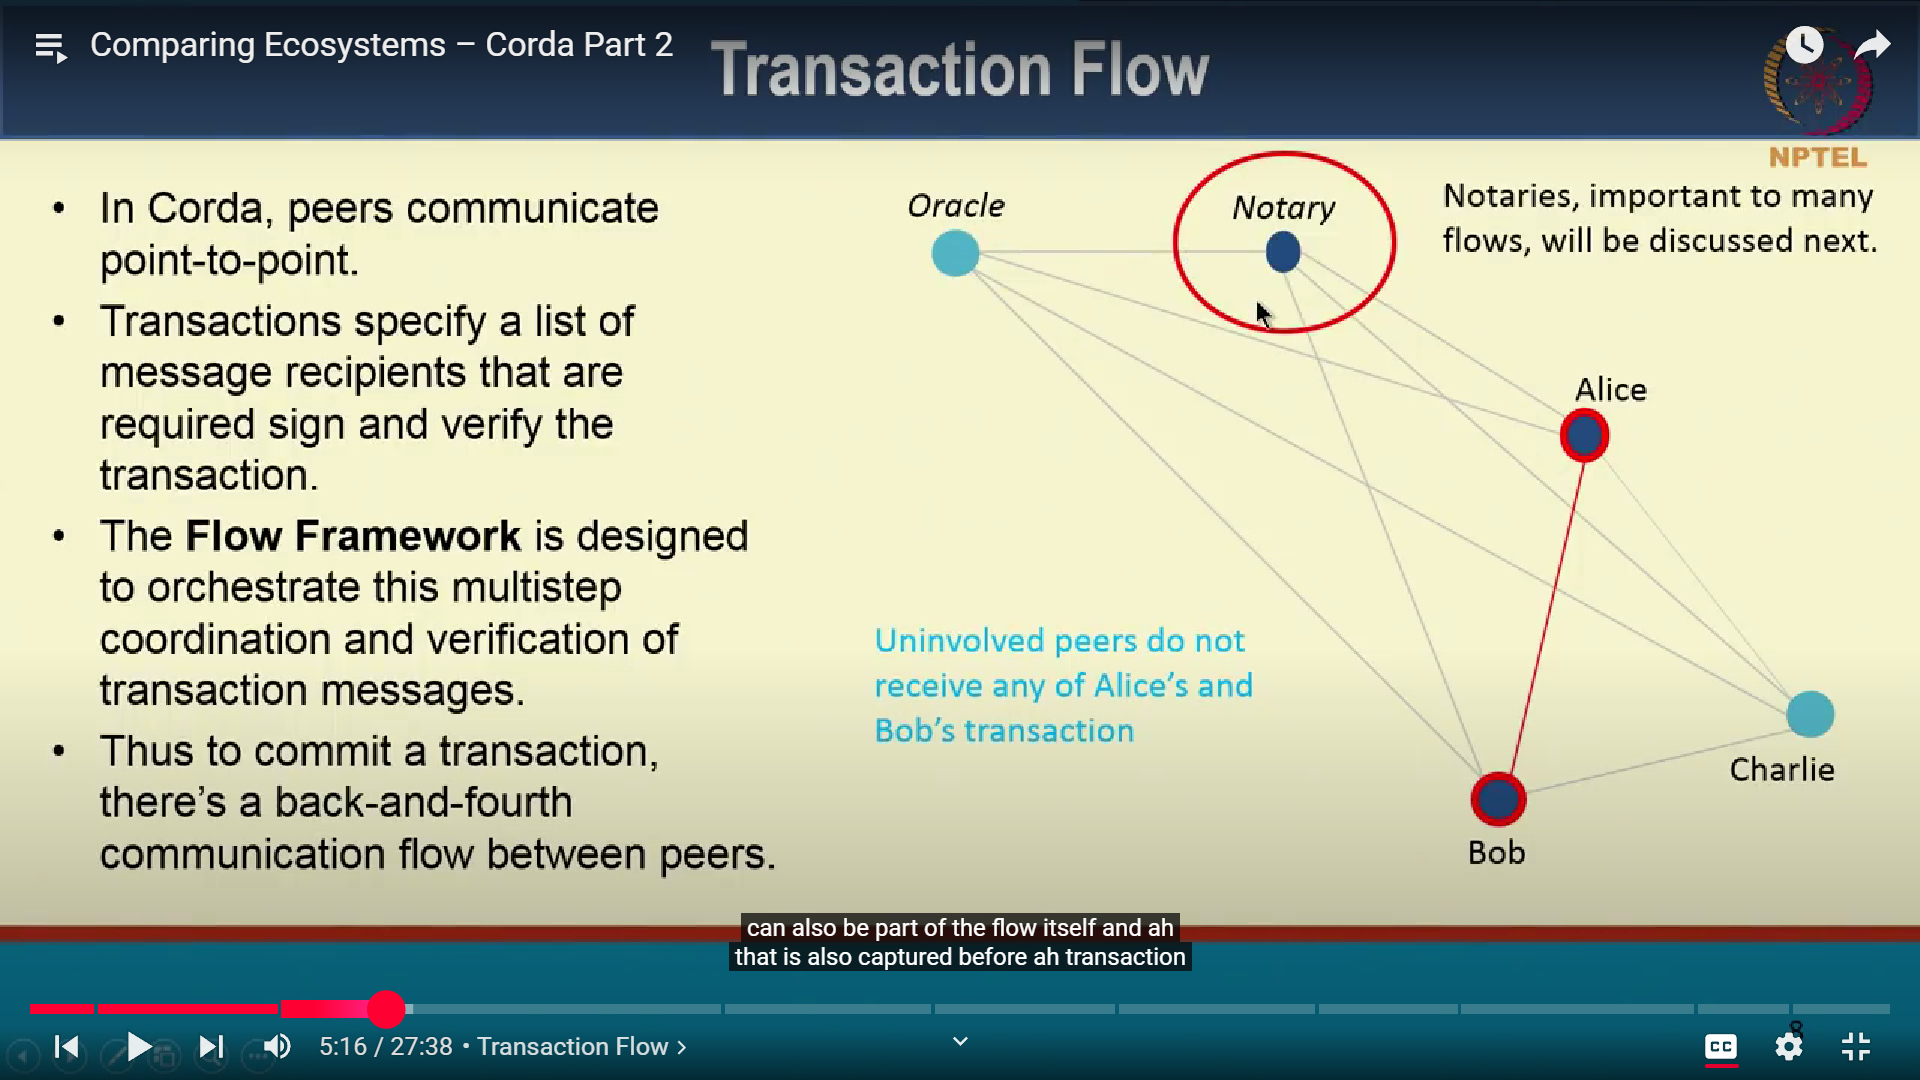 Comparing Ecosystems – Corda Part 2
Transaction Flow
NPTEL
• In Corda, peers communicate
point-to-point.
• Transactions specify a list of
message recipients that are
required sign and verify the
transaction.
• The Flow Framework is designed
to orchestrate this multistep
coordination and verification of
transaction messages.
• Thus to commit a transaction,
there's a back-and-fourth
communication flow between peers.
Oracle
Notary
Notaries, important to many
flows, will be discussed next.
Alice
Uninvolved peers do not
receive any of Alice's and
Bob's transaction
Charlie
Bob
can also be part of the flow itself and ah
that is also captured before ah transaction
8
5:16 / 27:38 • Transaction Flow >
CC